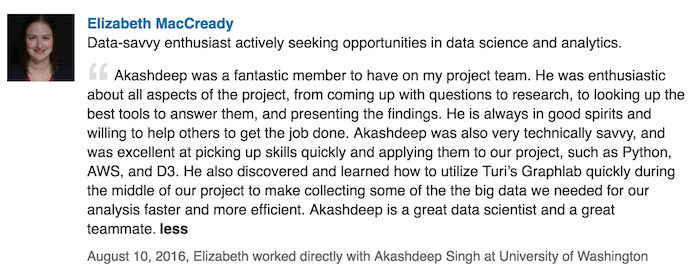 Elizabeth MacCready
Data-savvy enthusiast actively seeking opportunities in data science and analytics.
“ Akashdeep was a fantastic member to have on my project team. He was enthusiastic
about all aspects of the project, from coming up with questions to research, to looking up the
best tools to answer them, and presenting the findings. He is always in good spirits and
willing to help others to get the job done. Akashdeep was also very technically savvy, and
was excellent at picking up skills quickly and applying them to our project, such as Python,
AWS, and D3. He also discovered and learned how to utilize Turi’s Graphlab quickly during
the middle of our project to make collecting some of the the big data we needed for our
analysis faster and more efficient. Akashdeep is a great data scientist and a great
teammate. less
August 10, 2016, Elizabeth worked directly with Akashdeep Singh at University of Washington